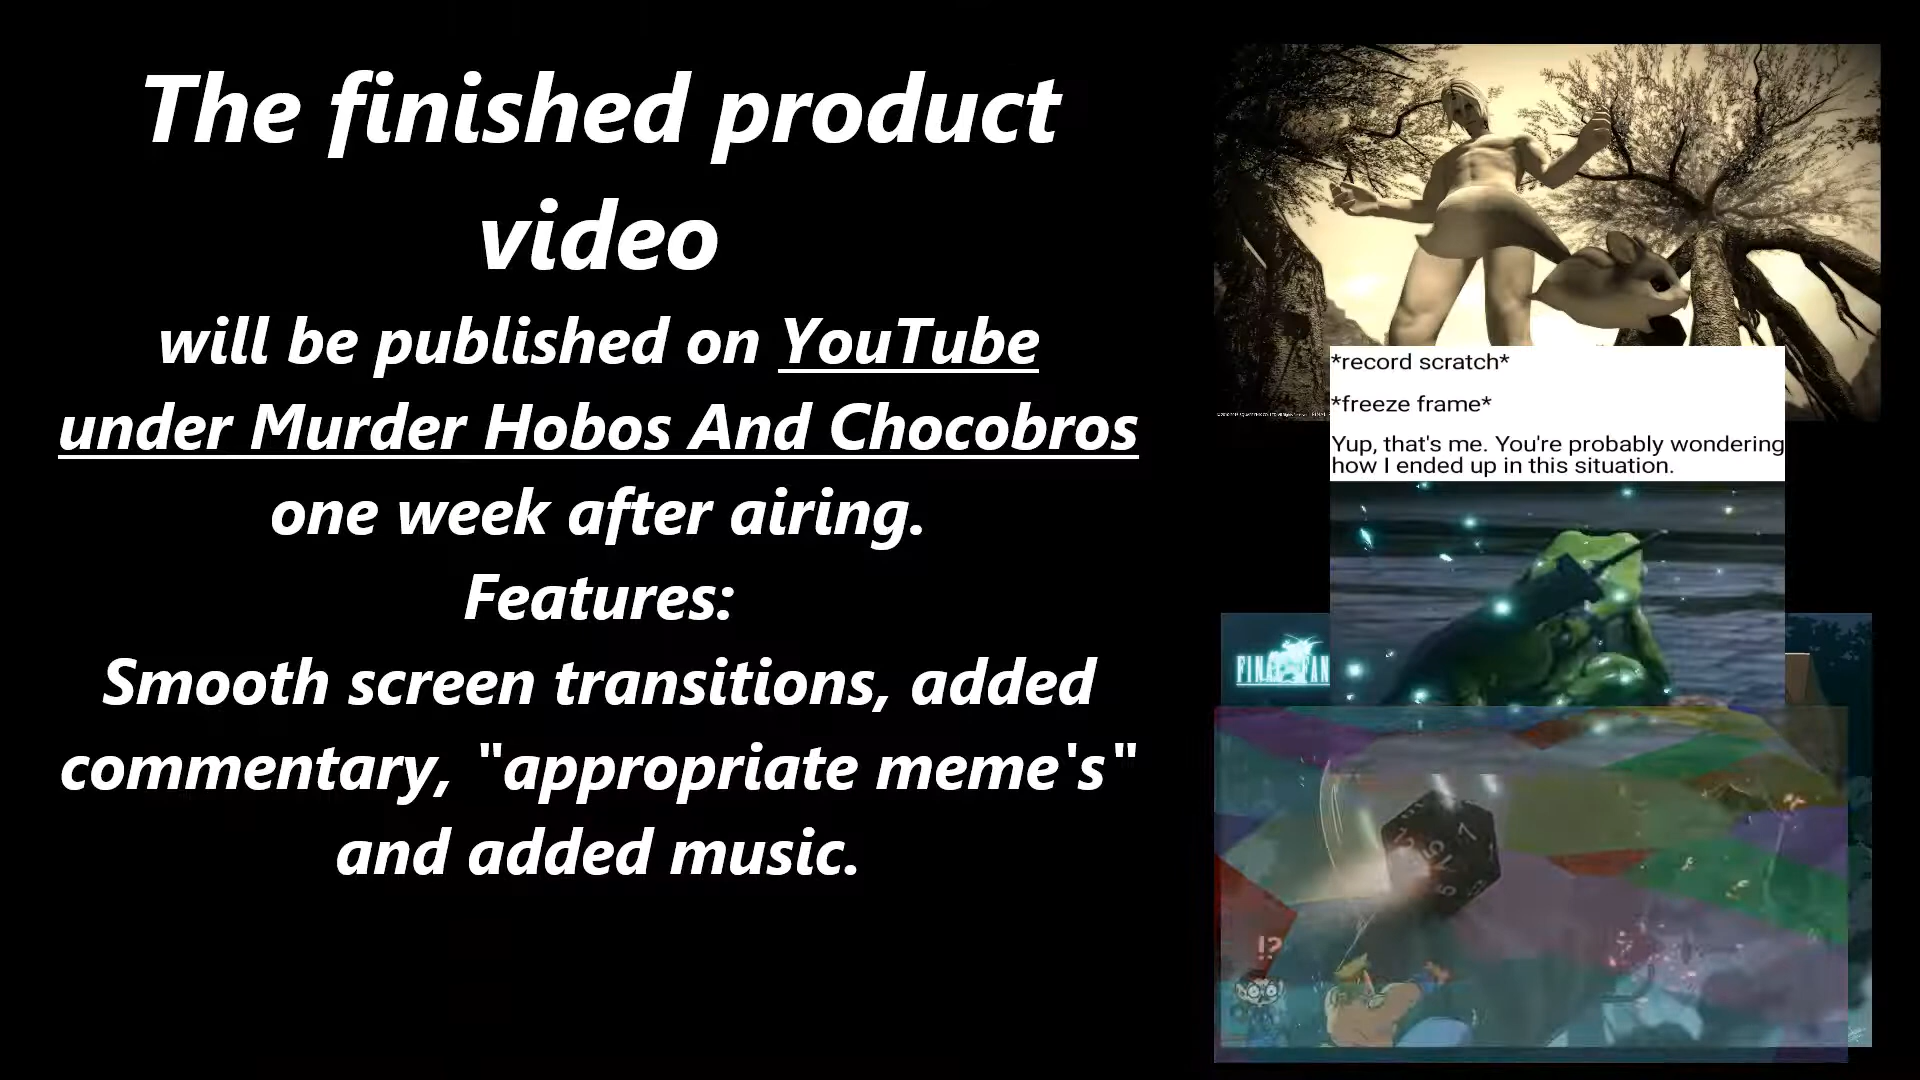 The finished product
video
will be published on YouTube
under Murder Hobos And Chocobros
one week after airing.
Features:
Smooth screen transitions, added
commentary, "appropriate meme's"
and added music.
*record scratch*
*freeze frame*
Yup, that's me. You're probably wondering
how I ended up in this situation.
FINAL FAN
!?